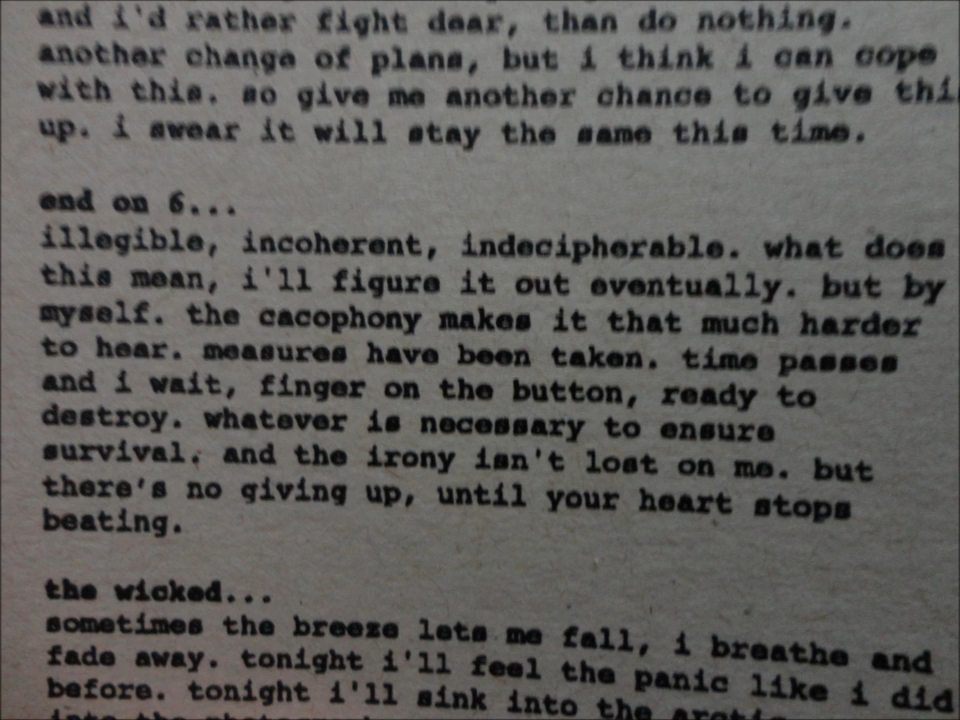 and i'd rather fight dear, than do nothing.
another change of plans, but i think i can cope
with this. so give me another chance to give
up. i swear it will stay the same this time.
end on 6...
illegible, incoherent, indecipherable. what does
this mean, i'll figure it out eventually. but by
myself. the cacophony makes it that much harder
to hear. measures have been taken. time passes
and i wait, finger on the button, ready to
destroy. whatever is necessary to ensure
survival. and the irony isn't lost on me. but
there's no giving up, until your heart stops
beating.
the wicked...
sometimes the breeze lets me fall, i breathe and
fade away. tonight i'll feel the panic like i did
before. tonight i'll sink into the
into the